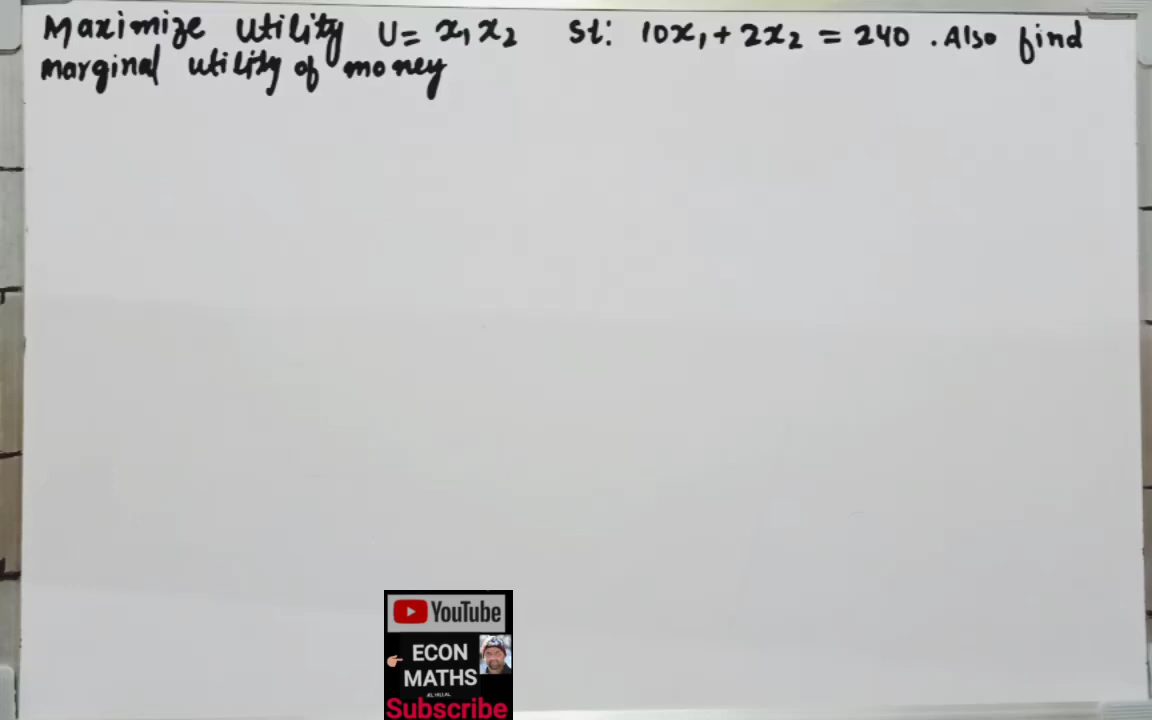 Maximize utility U = x₁x₂ St: 10x₁ + 2x₂ = 240 . Also find
marginal utility of money
YouTube
ECON
MATHS
Subscribe